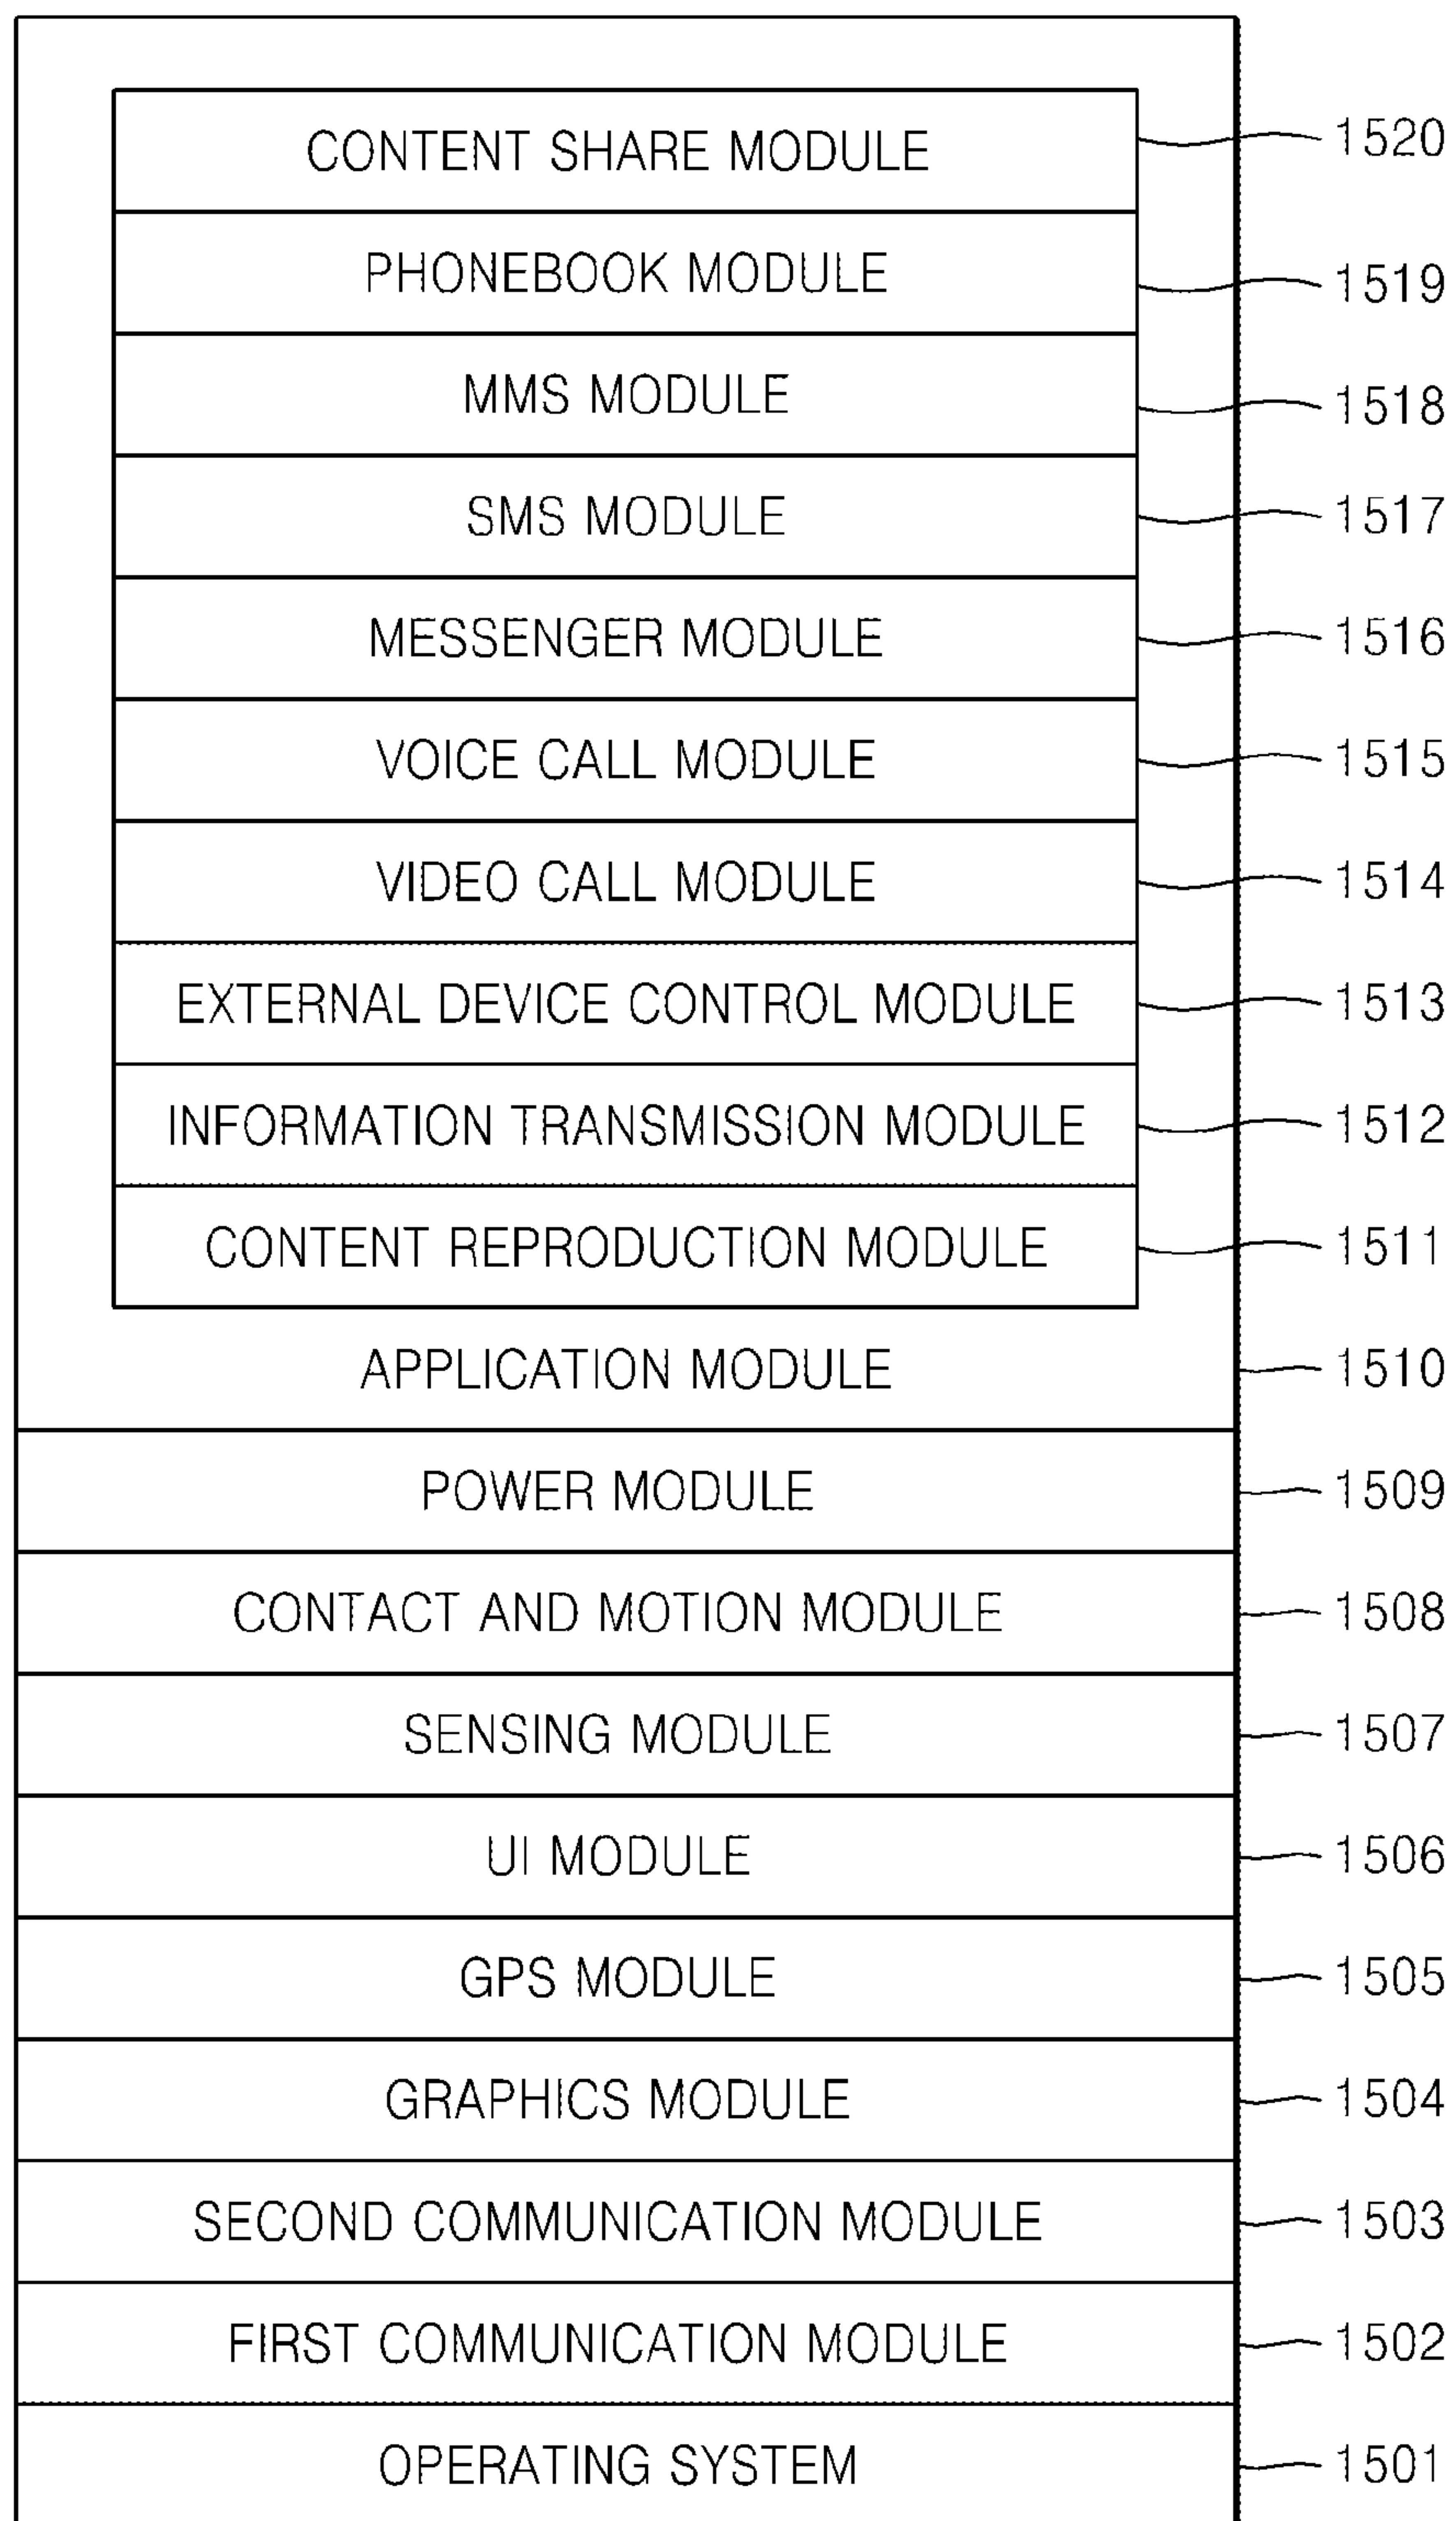 CONTENT SHARE MODULE 1520
PHONEBOOK MODULE 1519
MMS MODULE 1518
SMS MODULE 1517
MESSENGER MODULE 1516
VOICE CALL MODULE 1515
VIDEO CALL MODULE 1514
EXTERNAL DEVICE CONTROL MODULE 1513
INFORMATION TRANSMISSION MODULE 1512
CONTENT REPRODUCTION MODULE 1511
APPLICATION MODULE 1510
POWER MODULE 1509
CONTACT AND MOTION MODULE 1508
SENSING MODULE 1507
UI MODULE 1506
GPS MODULE 1505
GRAPHICS MODULE 1504
SECOND COMMUNICATION MODULE 1503
FIRST COMMUNICATION MODULE 1502
OPERATING SYSTEM 1501